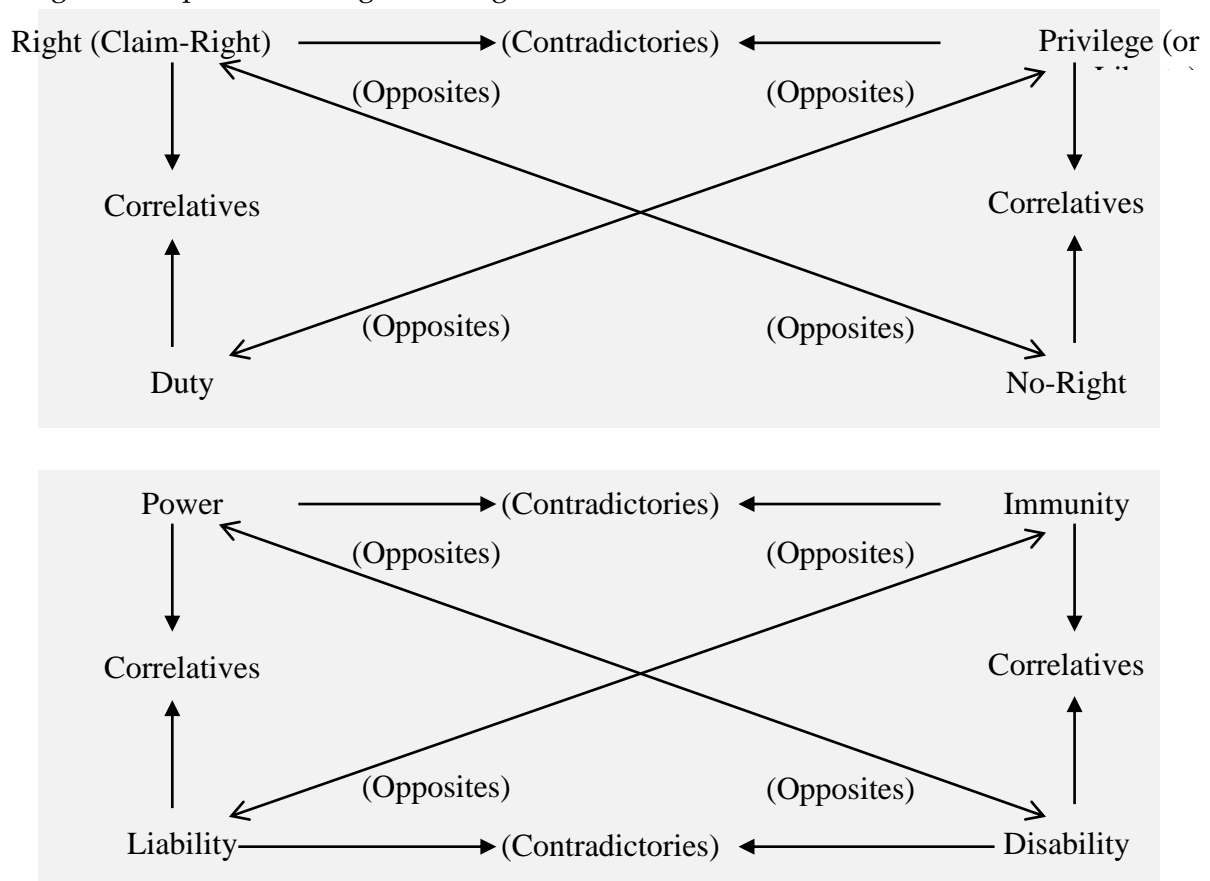 Right (Claim-Right) (Contradictories) Privilege (or
(Opposites) (Opposites)
Correlatives Correlatives
(Opposites) (Opposites)
Duty No-Right
Power (Contradictories) Immunity
(Opposites) (Opposites)
Correlatives Correlatives
(Opposites) (Opposites)
Liability (Contradictories) Disability